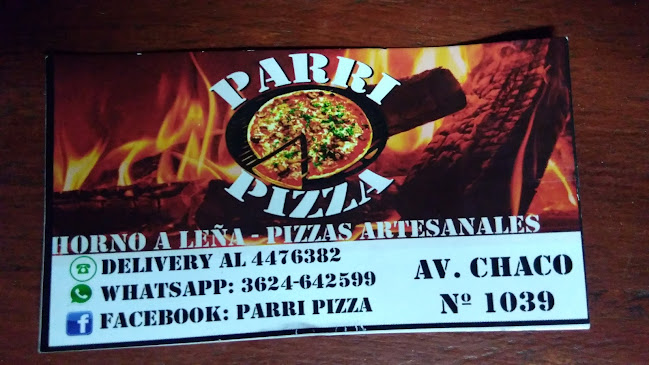 PARRI
PIZZA
HORNO A LEÑA - PIZZAS ARTESANALES
DELIVERY AL 4476382
WHATSAPP: 3624-642599
FACEBOOK: PARRI PIZZA
AV. CHACO
Nº 1039